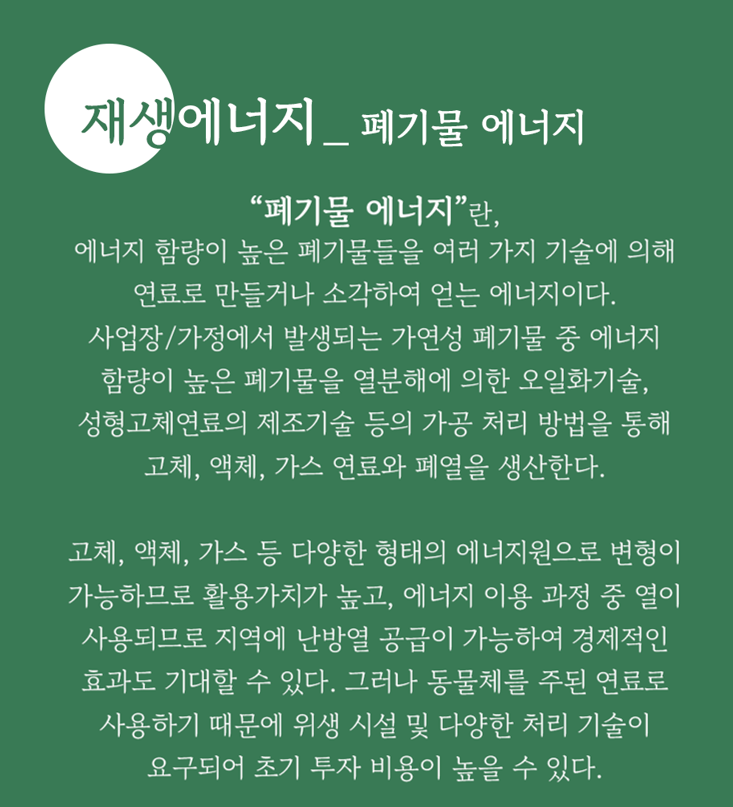 재생에너지_ 폐기물 에너지
“폐기물 에너지”란,
에너지 함량이 높은 폐기물들을 여러 가지 기술에 의해
연료로 만들거나 소각하여 얻는 에너지이다.
사업장/가정에서 발생되는 가연성 폐기물 중 에너지
함량이 높은 폐기물을 열분해에 의한 오일화기술,
성형고체연료의 제조기술 등의 가공 처리 방법을 통해
고체, 액체, 가스 연료와 폐열을 생산한다.
고체, 액체, 가스 등 다양한 형태의 에너지원으로 변형이
가능하므로 활용가치가 높고, 에너지 이용 과정 중 열이
사용되므로 지역에 난방열 공급이 가능하여 경제적인
효과도 기대할 수 있다. 그러나 동물체를 주된 연료로
사용하기 때문에 위생 시설 및 다양한 처리 기술이
요구되어 초기 투자 비용이 높을 수 있다.